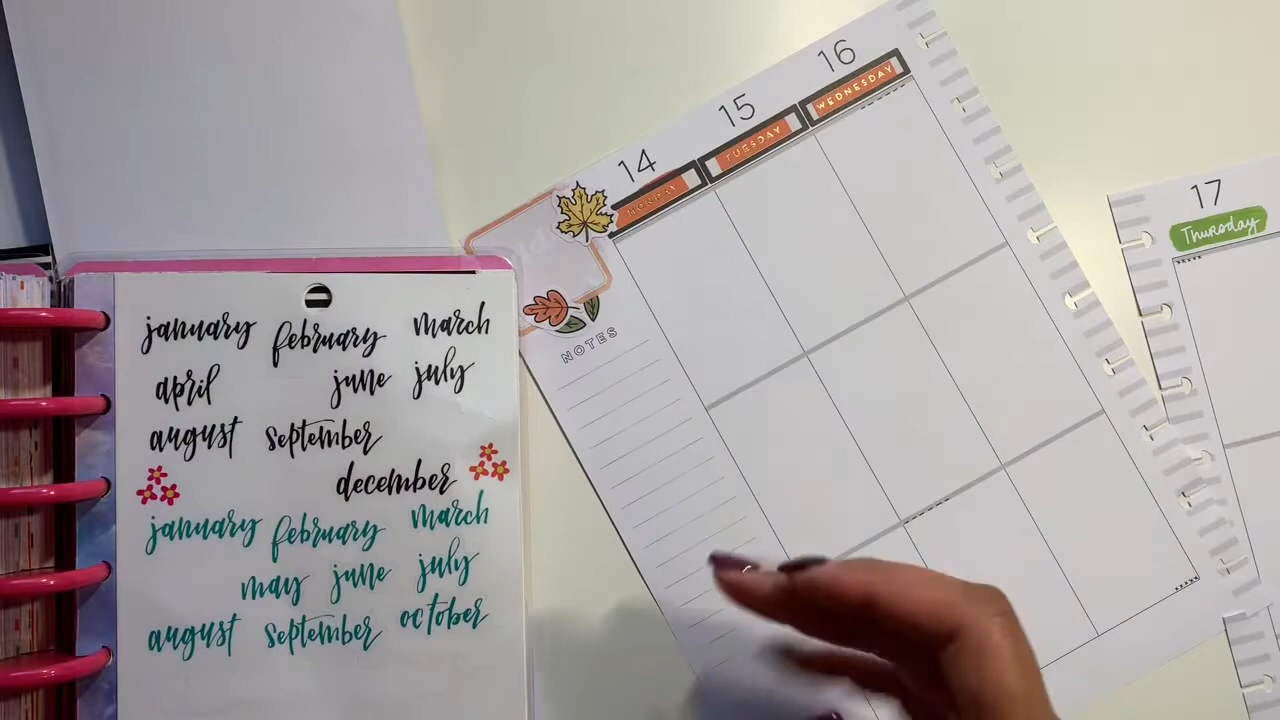 january february march
april june july
august september
december
january february march
may june july
august september october
14 15 16
MONDAY TUESDAY WEDNESDAY
NOTES
17
Thursday